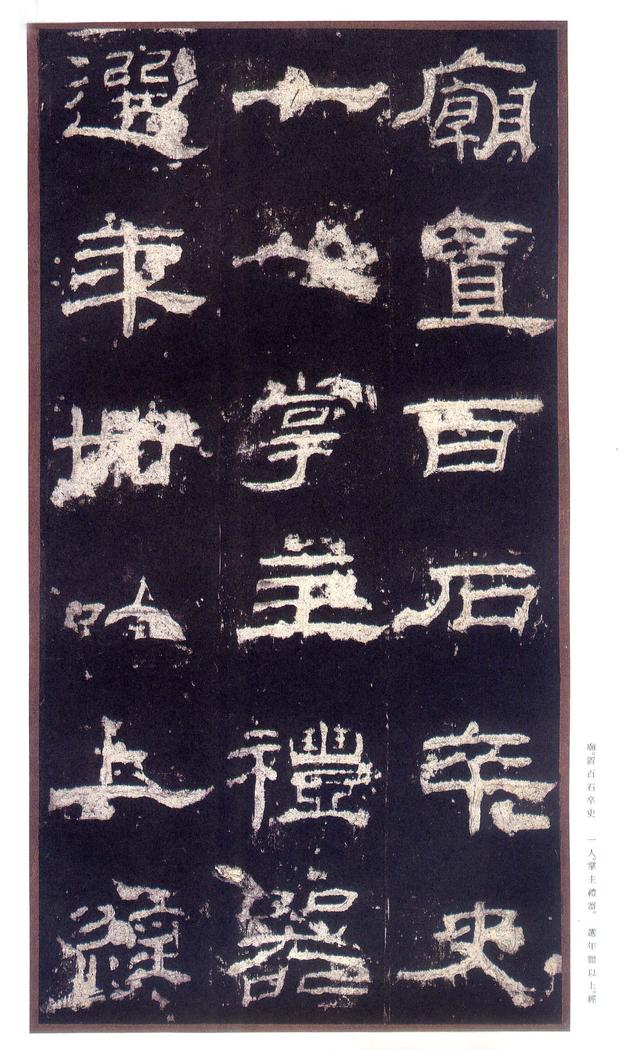 廟置百石卒史
一人掌主禮器
選年卌以上經
廟。置百石卒史 一人。掌主禮器。 選年以上。經